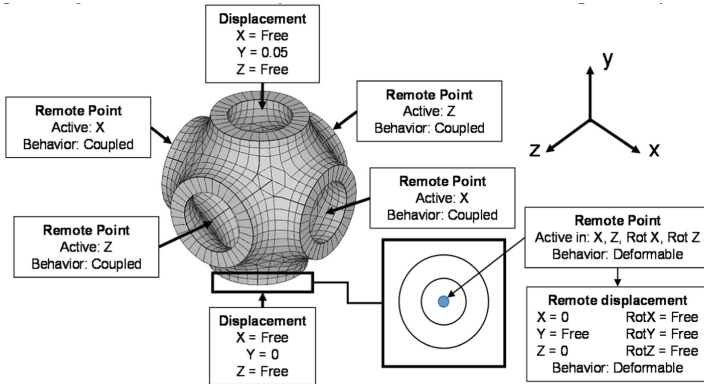 Displacement
X = Free
Y = 0.05
Z = Free
Remote Point
Active: X
Behavior: Coupled
Remote Point
Active: Z
Behavior: Coupled
y
z
x
Remote Point
Active: X
Behavior: Coupled
Remote Point
Active: Z
Behavior: Coupled
Remote Point
Active in: X, Z, Rot X, Rot Z
Behavior: Deformable
Displacement
X = Free
Y = 0
Z = Free
Remote displacement
X = 0 RotX = Free
Y = Free RotY = Free
Z = 0 RotZ = Free
Behavior: Deformable